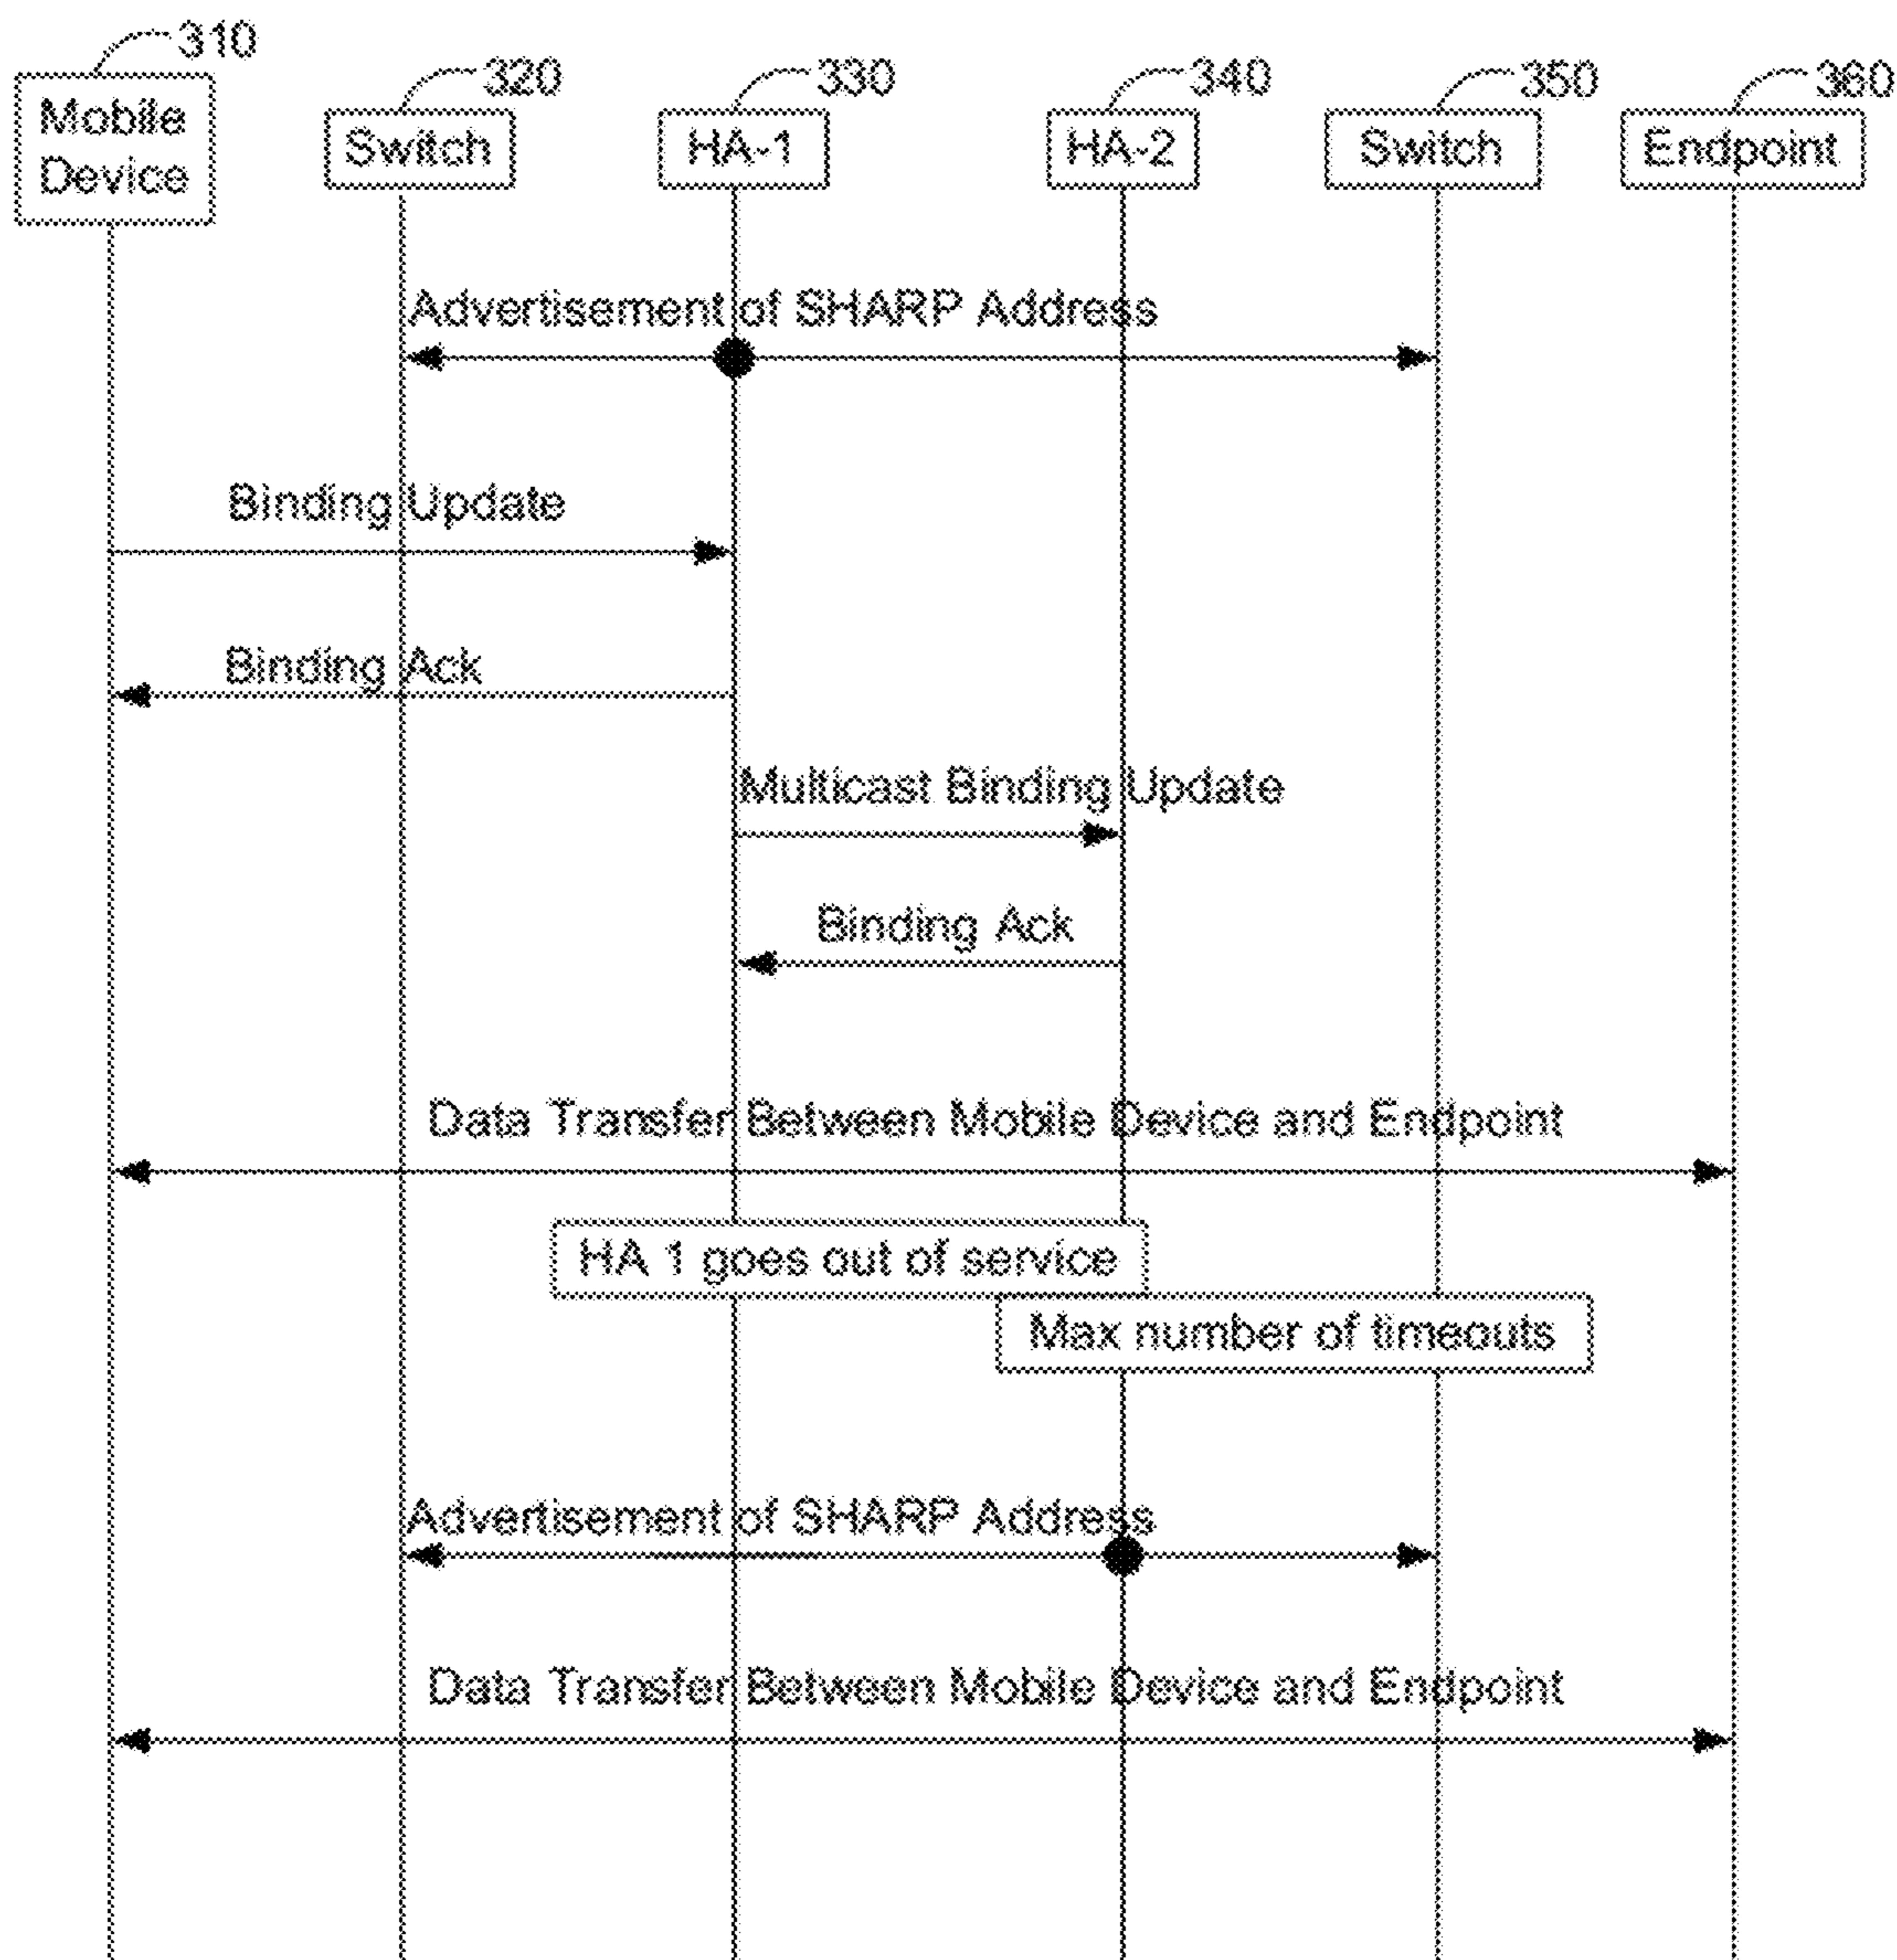 310
320
330
340
350
360
Mobile
Device
Switch
HA-1
HA-2
Switch
Endpoint
Advertisement of SHARP Address
Binding Update
Binding Ack
Multicast Binding Update
Binding Ack
Data Transfer Between Mobile Device and Endpoint
HA 1 goes out of service
Max number of timeouts
Advertisement of SHARP Address
Data Transfer Between Mobile Device and Endpoint